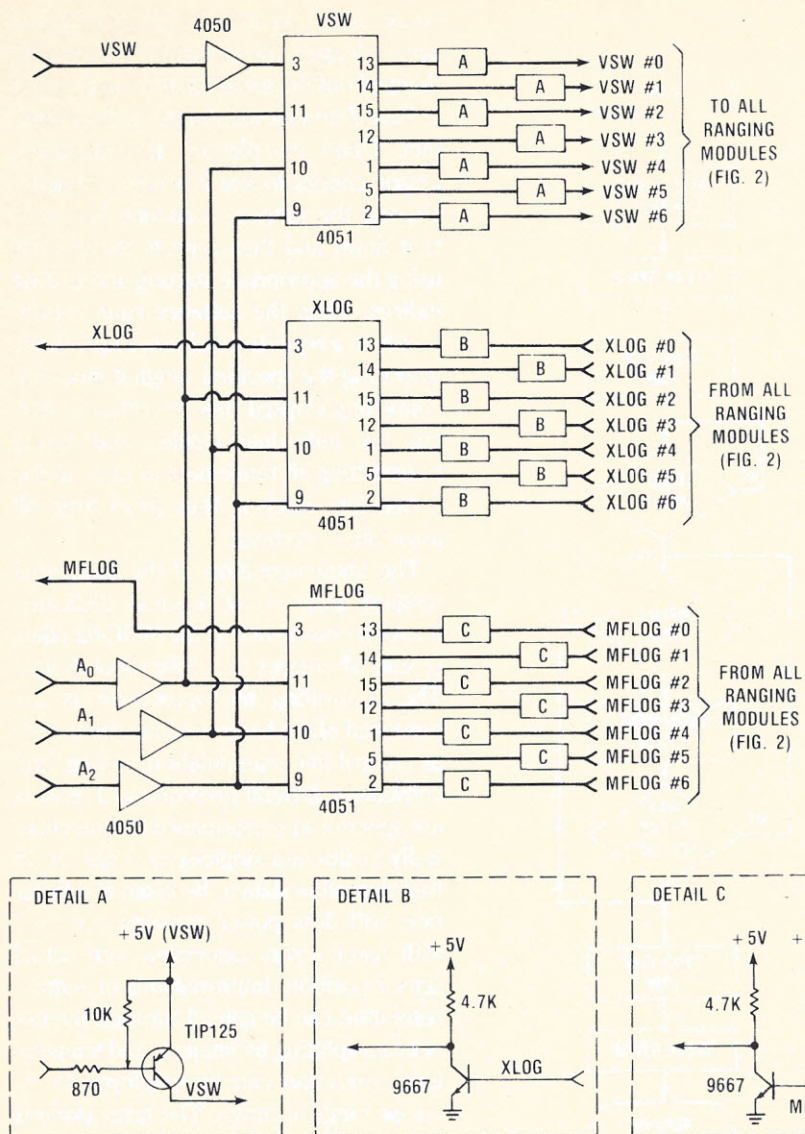 VSW
4050
VSW
3 13 A VSW #0
14 A VSW #1
11 15 A VSW #2
12 A VSW #3
10 1 A VSW #4
5 A VSW #5
9 2 A VSW #6
4051
TO ALL
RANGING
MODULES
(FIG. 2)
XLOG
XLOG
3 13 B XLOG #0
14 B XLOG #1
11 15 B XLOG #2
12 B XLOG #3
10 1 B XLOG #4
5 B XLOG #5
9 2 B XLOG #6
4051
FROM ALL
RANGING
MODULES
(FIG. 2)
MFLOG
MFLOG
3 13 C MFLOG #0
14 C MFLOG #1
A0 11 15 C MFLOG #2
12 C MFLOG #3
A1 10 1 C MFLOG #4
5 C MFLOG #5
A2 9 2 C MFLOG #6
4050
4051
FROM ALL
RANGING
MODULES
(FIG. 2)
DETAIL A
+5V (VSW)
10K
TIP125
870
VSW
DETAIL B
+5V
4.7K
9667
XLOG
DETAIL C
+5V +
4.7K
9667
M